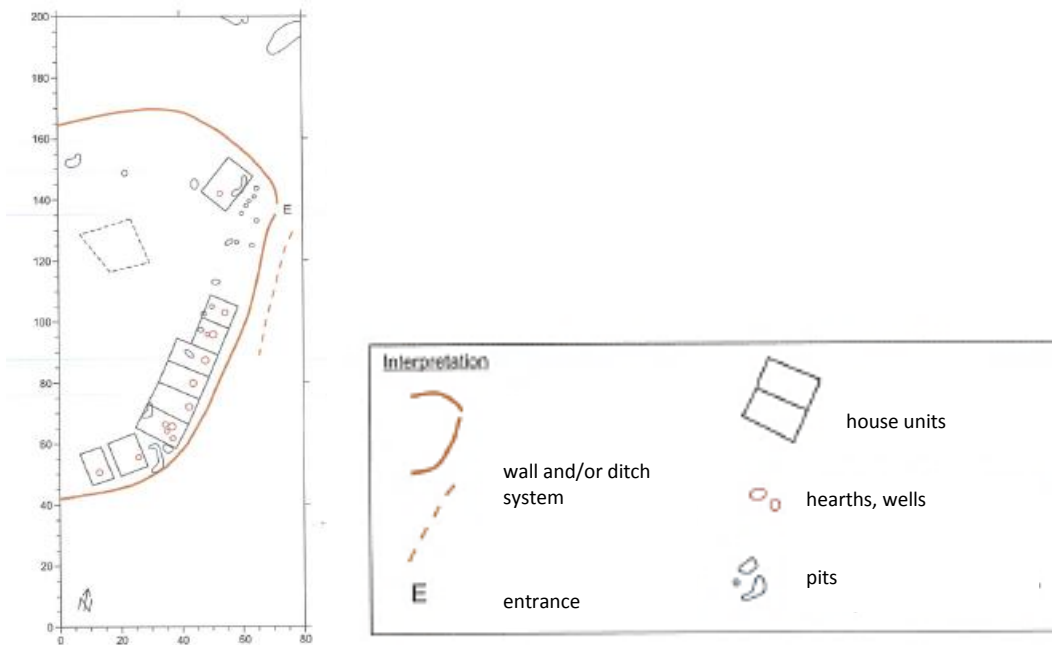 200
180
160
140
120
100
80
60
40
20
0
0
20
40
60
80
E
N
Interpretation
wall and/or ditch
system
E
entrance
house units
hearths, wells
pits